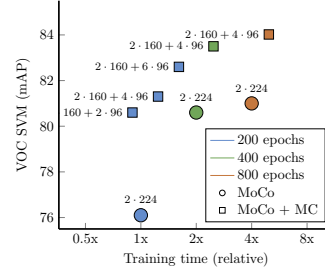 VOC SVM (mAP)
84
82
80
78
76
2 · 160 + 4 · 96
2 · 160 + 4 · 96
2 · 160 + 6 · 96
2 · 160 + 4 · 96
160 + 2 · 96
2 · 224
2 · 224
2 · 224
200 epochs
400 epochs
800 epochs
MoCo
MoCo + MC
0.5x 1x 2x 4x 8x
Training time (relative)